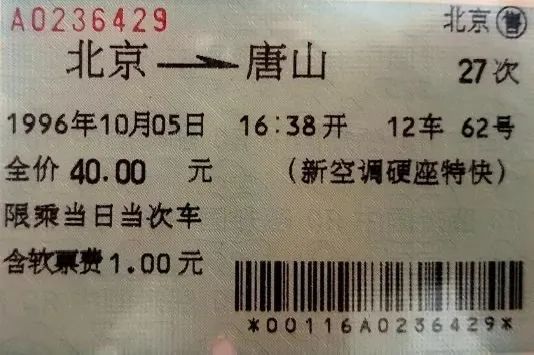 A0236429 北京 售
北京 → 唐山 27次
1996年10月05日 16:38开 12车 62号
全价 40.00 元 (新空调硬座特快)
限乘当日当次车
含软票费 1.00 元
*00116A0236429*